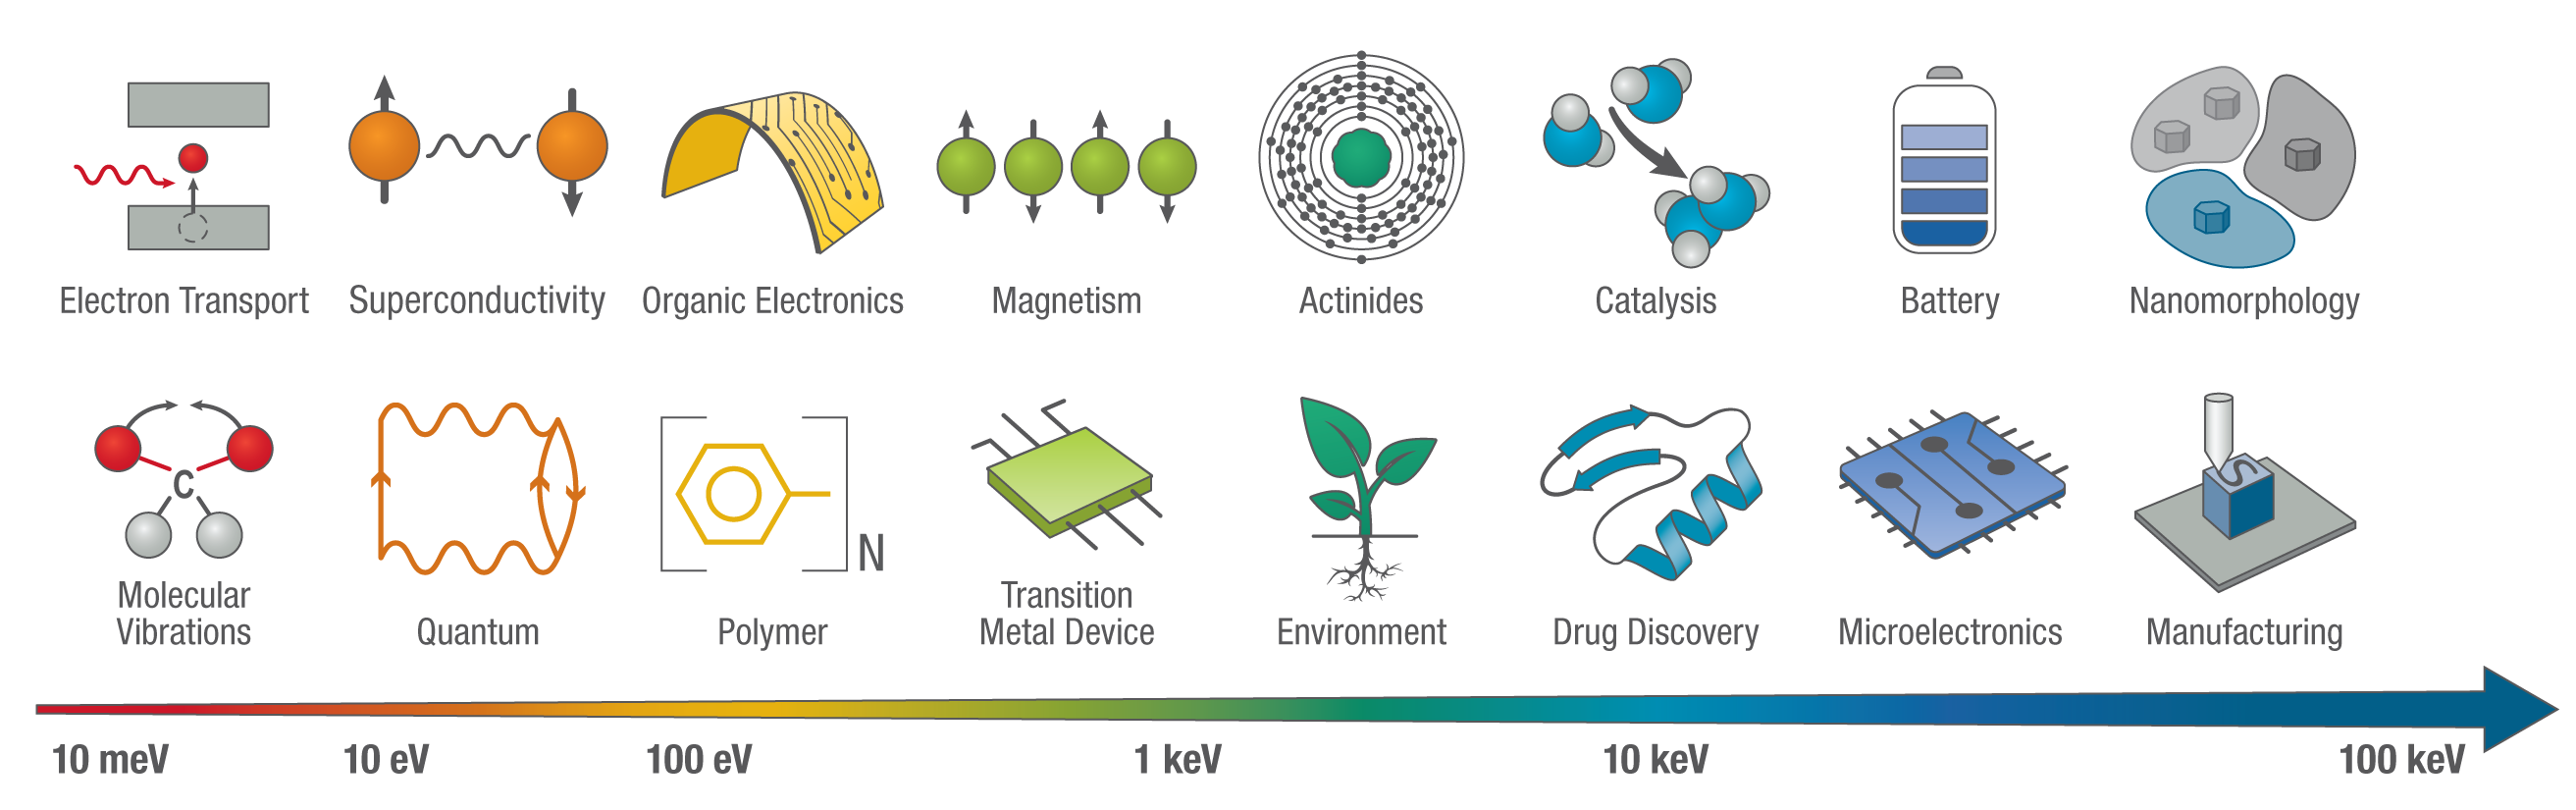 Electron Transport
Superconductivity
Organic Electronics
Magnetism
Actinides
Catalysis
Battery
Nanomorphology
C
N
Molecular
Vibrations
Quantum
Polymer
Transition
Metal Device
Environment
Drug Discovery
Microelectronics
S
Manufacturing
10 meV
10 eV
100 eV
1 keV
10 keV
100 keV